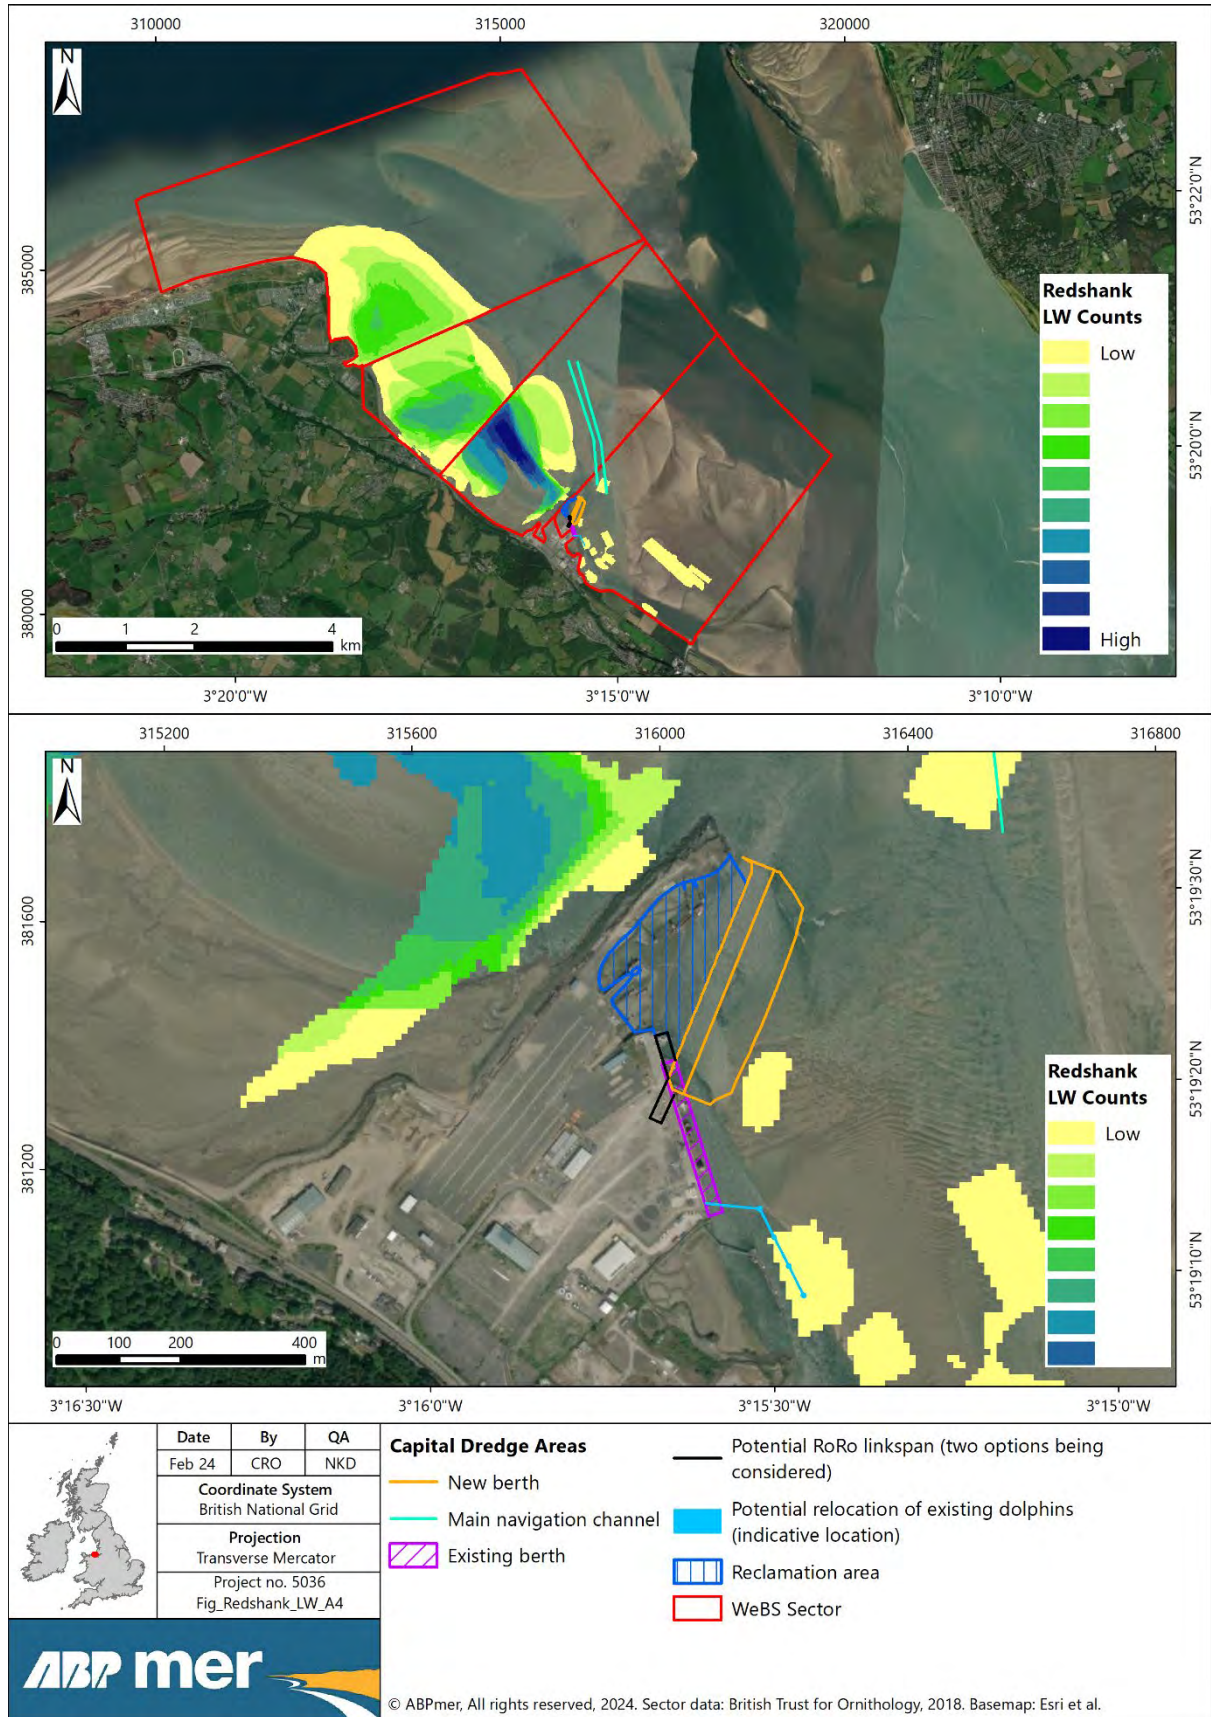 310000
315000
320000
N
385000
380000
53°22'0"N
53°20'0"N
Redshank
LW Counts
Low
High
0
1
2
4
km
3°20'0"W
3°15'0"W
3°10'0"W
315200
315600
316000
316400
316800
N
381600
381200
53°19'30"N
53°19'20"N
53°19'10"N
Redshank
LW Counts
Low
0
100
200
400
m
3°16'30"W
3°16'0"W
3°15'30"W
3°15'0"W
Date By QA
Feb 24 CRO NKD
Coordinate System
British National Grid
Projection
Transverse Mercator
Project no. 5036
Fig_Redshank_LW_A4
ABP mer
Capital Dredge Areas
New berth
Main navigation channel
Existing berth
Potential RoRo linkspan (two options being
considered)
Potential relocation of existing dolphins
(indicative location)
Reclamation area
WeBS Sector
© ABPmer, All rights reserved, 2024. Sector data: British Trust for Ornithology, 2018. Basemap: Esri et al.